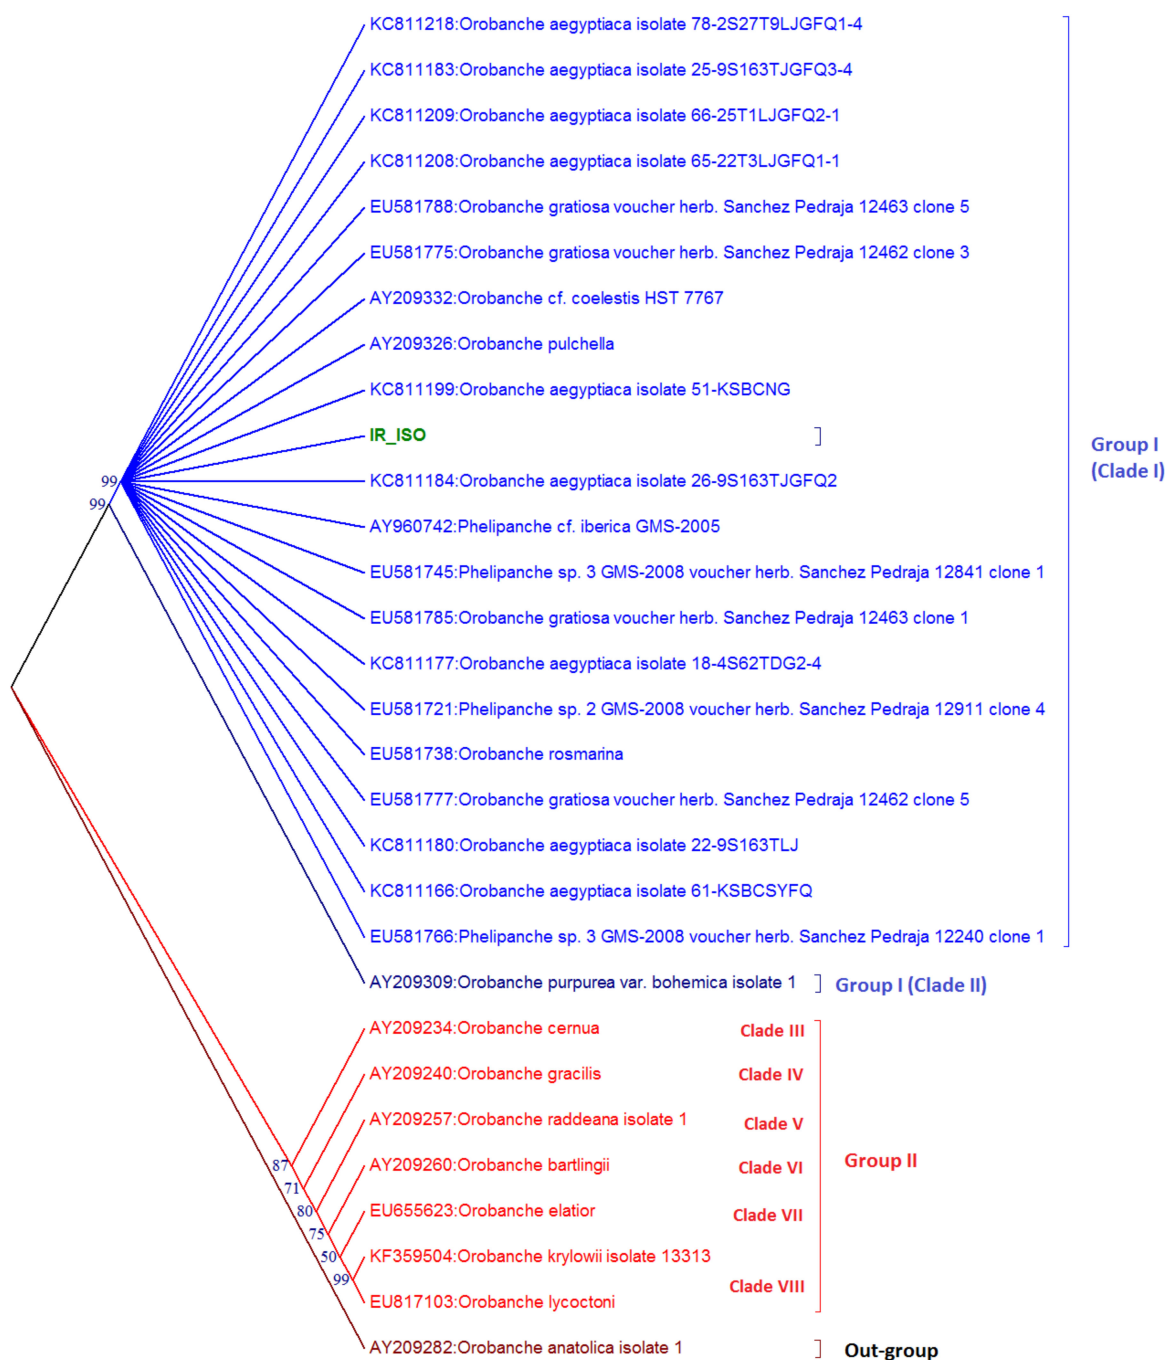 KC811218:Orobanche aegyptiaca isolate 78-2S27T9LJGFQ1-4
KC811183:Orobanche aegyptiaca isolate 25-9S163TJGFQ3-4
KC811209:Orobanche aegyptiaca isolate 66-25T1LJGFQ2-1
KC811208:Orobanche aegyptiaca isolate 65-22T3LJGFQ1-1
EU581788:Orobanche gratiosa voucher herb. Sanchez Pedraja 12463 clone 5
EU581775:Orobanche gratiosa voucher herb. Sanchez Pedraja 12462 clone 3
AY209332:Orobanche cf. coelestis HST 7767
AY209326:Orobanche pulchella
KC811199:Orobanche aegyptiaca isolate 51-KSBCNG
IR_ISO
Group I
(Clade I)
99
KC811184:Orobanche aegyptiaca isolate 26-9S163TJGFQ2
99
AY960742:Phelipanche cf. iberica GMS-2005
EU581745:Phelipanche sp. 3 GMS-2008 voucher herb. Sanchez Pedraja 12841 clone 1
EU581785:Orobanche gratiosa voucher herb. Sanchez Pedraja 12463 clone 1
KC811177:Orobanche aegyptiaca isolate 18-4S62TDG2-4
EU581721:Phelipanche sp. 2 GMS-2008 voucher herb. Sanchez Pedraja 12911 clone 4
EU581738:Orobanche rosmarina
EU581777:Orobanche gratiosa voucher herb. Sanchez Pedraja 12462 clone 5
KC811180:Orobanche aegyptiaca isolate 22-9S163TLJ
KC811166:Orobanche aegyptiaca isolate 61-KSBCSYFQ
EU581766:Phelipanche sp. 3 GMS-2008 voucher herb. Sanchez Pedraja 12240 clone 1
AY209309:Orobanche purpurea var. bohemica isolate 1 Group I (Clade II)
AY209234:Orobanche cernua Clade III
AY209240:Orobanche gracilis Clade IV
AY209257:Orobanche raddeana isolate 1 Clade V
87 AY209260:Orobanche bartlingii Clade VI Group II
71
80 EU655623:Orobanche elatior Clade VII
75
50 KF359504:Orobanche krylowii isolate 13313
99 Clade VIII
EU817103:Orobanche lycoctoni
AY209282:Orobanche anatolica isolate 1 Out-group